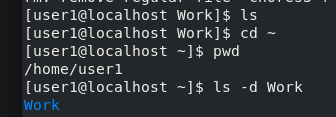 [user1@localhost Work]$ ls
[user1@localhost Work]$ cd ~
[user1@localhost ~]$ pwd
/home/user1
[user1@localhost ~]$ ls -d Work
Work